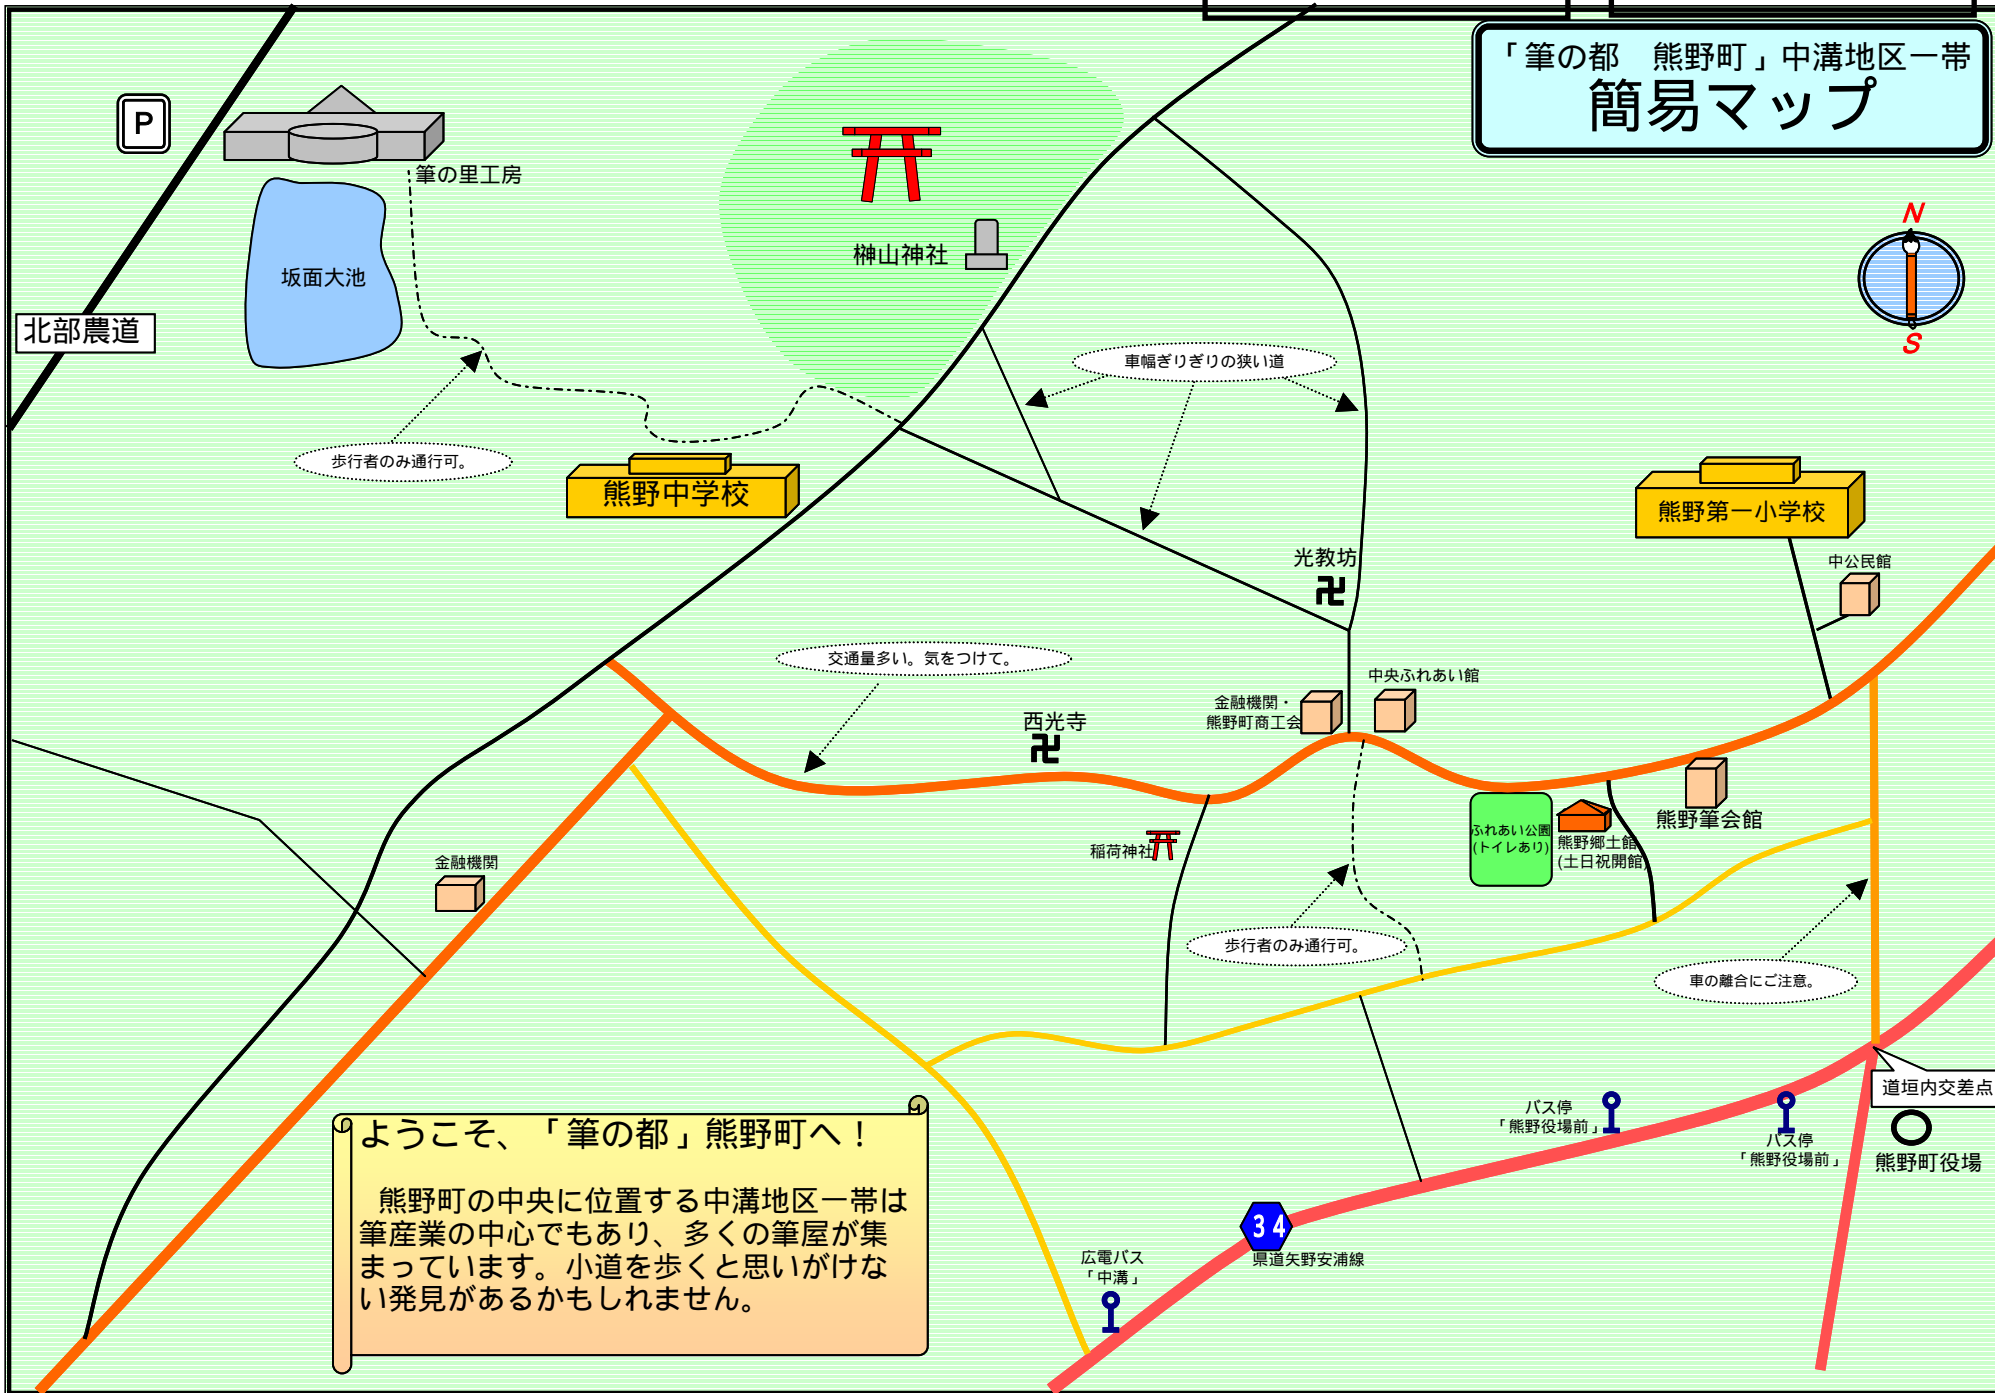 「筆の都　熊野町」中溝地区一帯
簡易マップ
P
筆の里工房
坂面大池
北部農道
榊山神社
N
S
車幅ぎりぎりの狭い道
歩行者のみ通行可。
熊野中学校
熊野第一小学校
光教坊
中公民館
交通量多い。気をつけて。
中央ふれあい館
金融機関・
熊野町商工会
西光寺
熊野筆会館
ふれあい公園
(トイレあり)
熊野郷土館
(土日祝開館)
稲荷神社
金融機関
歩行者のみ通行可。
車の離合にご注意。
道垣内交差点
バス停
「熊野役場前」
バス停
「熊野役場前」
熊野町役場
ようこそ、「筆の都」熊野町へ！
熊野町の中央に位置する中溝地区一帯は
筆産業の中心でもあり、多くの筆屋が集
まっています。小道を歩くと思いがけな
い発見があるかもしれません。
34
県道矢野安浦線
広電バス
「中溝」